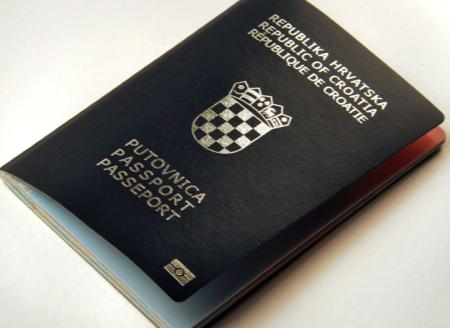 REPUBLIKA HRVATSKA
REPUBLIC OF CROATIA
RÉPUBLIQUE DE CROATIE
PUTOVNICA
PASSPORT
PASSEPORT